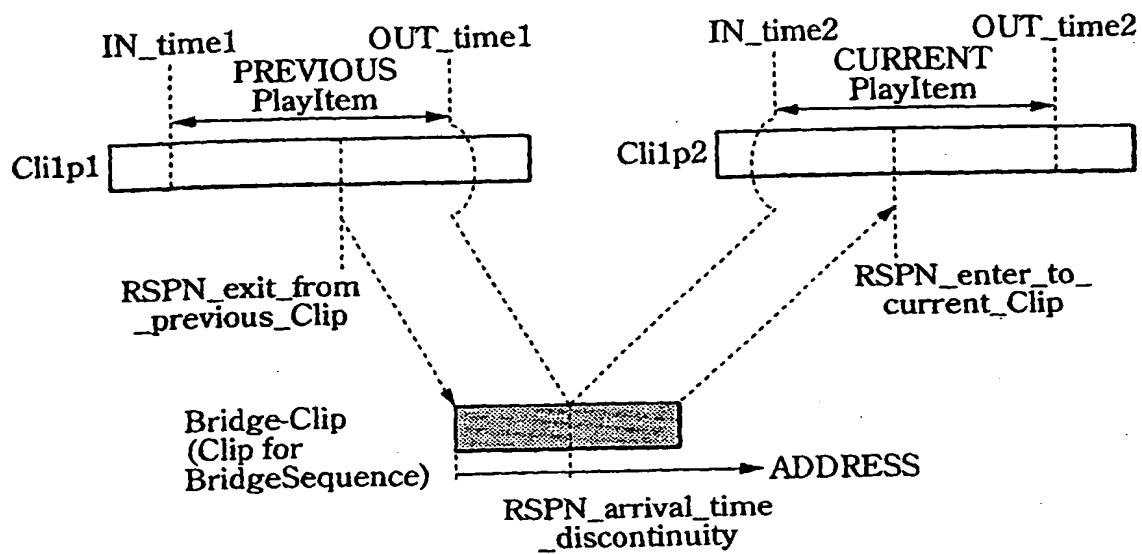 IN_time1
OUT_time1
PREVIOUS
PlayItem
Cli1p1
RSPN_exit_from
_previous_Clip
IN_time2
OUT_time2
CURRENT
PlayItem
Cli1p2
RSPN_enter_to_
current_Clip
Bridge-Clip
(Clip for
BridgeSequence)
ADDRESS
RSPN_arrival_time
_discontinuity